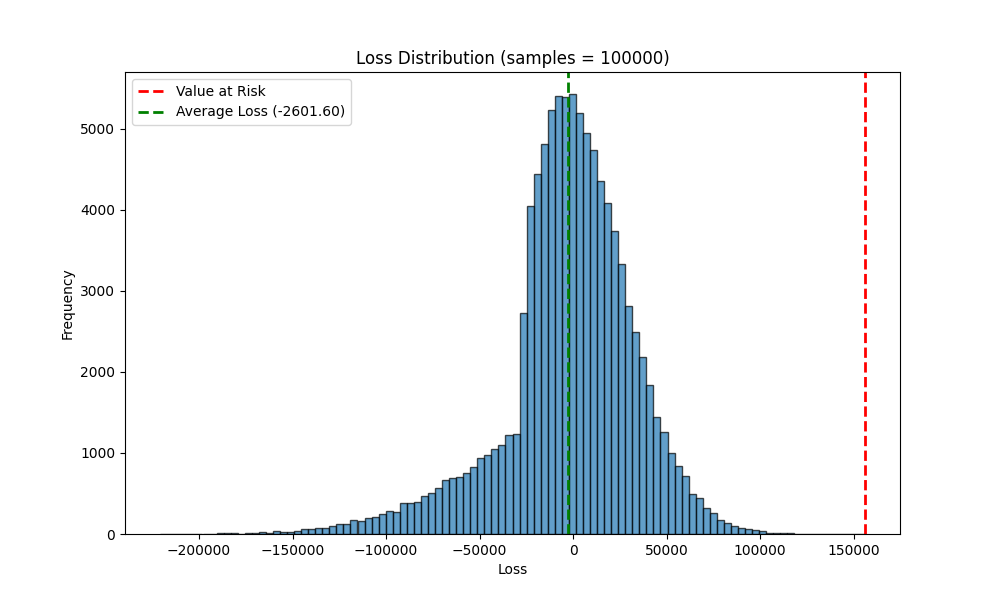 Loss Distribution (samples = 100000)
Value at Risk
Average Loss (-2601.60)
Frequency
5000
4000
3000
2000
1000
0
−200000 −150000 −100000 −50000 0 50000 100000 150000
Loss